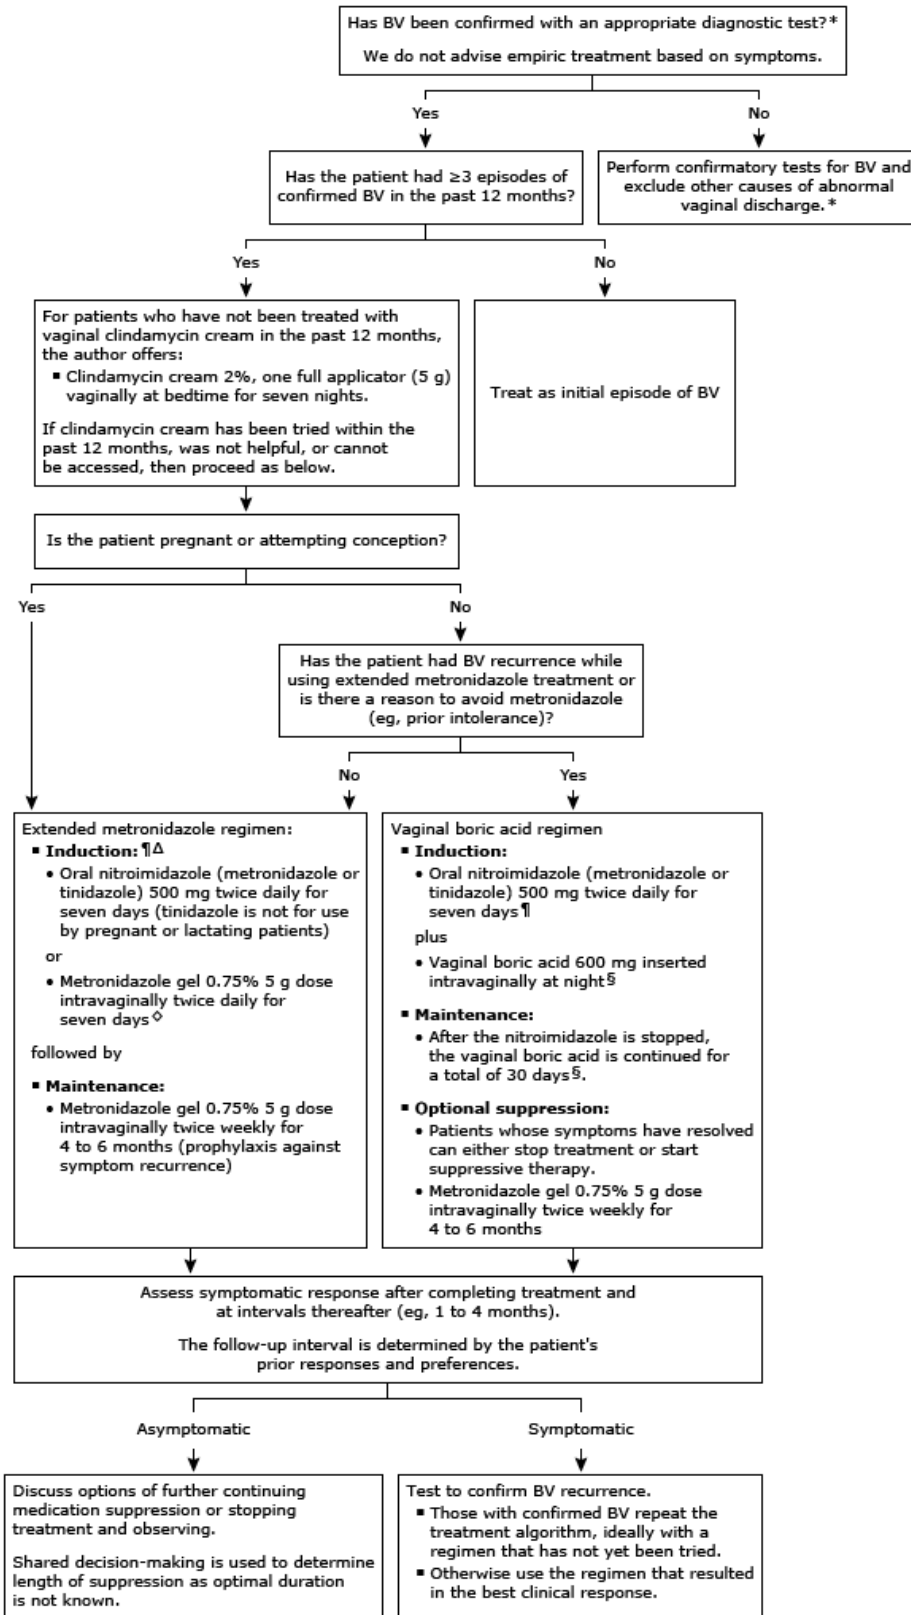 Has BV been confirmed with an appropriate diagnostic test?*
We do not advise empiric treatment based on symptoms.
Yes
No
Has the patient had ≥3 episodes of
confirmed BV in the past 12 months?
Perform confirmatory tests for BV and
exclude other causes of abnormal
vaginal discharge.*
Yes
No
For patients who have not been treated with
vaginal clindamycin cream in the past 12 months,
the author offers:
▪ Clindamycin cream 2%, one full applicator (5 g)
vaginally at bedtime for seven nights.
If clindamycin cream has been tried within the
past 12 months, was not helpful, or cannot
be accessed, then proceed as below.
Treat as initial episode of BV
Is the patient pregnant or attempting conception?
Yes
No
Has the patient had BV recurrence while
using extended metronidazole treatment or
is there a reason to avoid metronidazole
(eg, prior intolerance)?
No
Yes
Extended metronidazole regimen:
▪ Induction:¶Δ
• Oral nitroimidazole (metronidazole or
tinidazole) 500 mg twice daily for
seven days (tinidazole is not for use
by pregnant or lactating patients)
or
• Metronidazole gel 0.75% 5 g dose
intravaginally twice daily for
seven days◇
followed by
▪ Maintenance:
• Metronidazole gel 0.75% 5 g dose
intravaginally twice weekly for
4 to 6 months (prophylaxis against
symptom recurrence)
Vaginal boric acid regimen
▪ Induction:
• Oral nitroimidazole (metronidazole or
tinidazole) 500 mg twice daily for
seven days¶
plus
• Vaginal boric acid 600 mg inserted
intravaginally at night§
▪ Maintenance:
• After the nitroimidazole is stopped,
the vaginal boric acid is continued for
a total of 30 days§.
▪ Optional suppression:
• Patients whose symptoms have resolved
can either stop treatment or start
suppressive therapy.
• Metronidazole gel 0.75% 5 g dose
intravaginally twice weekly for
4 to 6 months
Assess symptomatic response after completing treatment and
at intervals thereafter (eg, 1 to 4 months).
The follow-up interval is determined by the patient's
prior responses and preferences.
Asymptomatic
Symptomatic
Discuss options of further continuing
medication suppression or stopping
treatment and observing.
Shared decision-making is used to determine
length of suppression as optimal duration
is not known.
Test to confirm BV recurrence.
▪ Those with confirmed BV repeat the
treatment algorithm, ideally with a
regimen that has not yet been tried.
▪ Otherwise use the regimen that resulted
in the best clinical response.